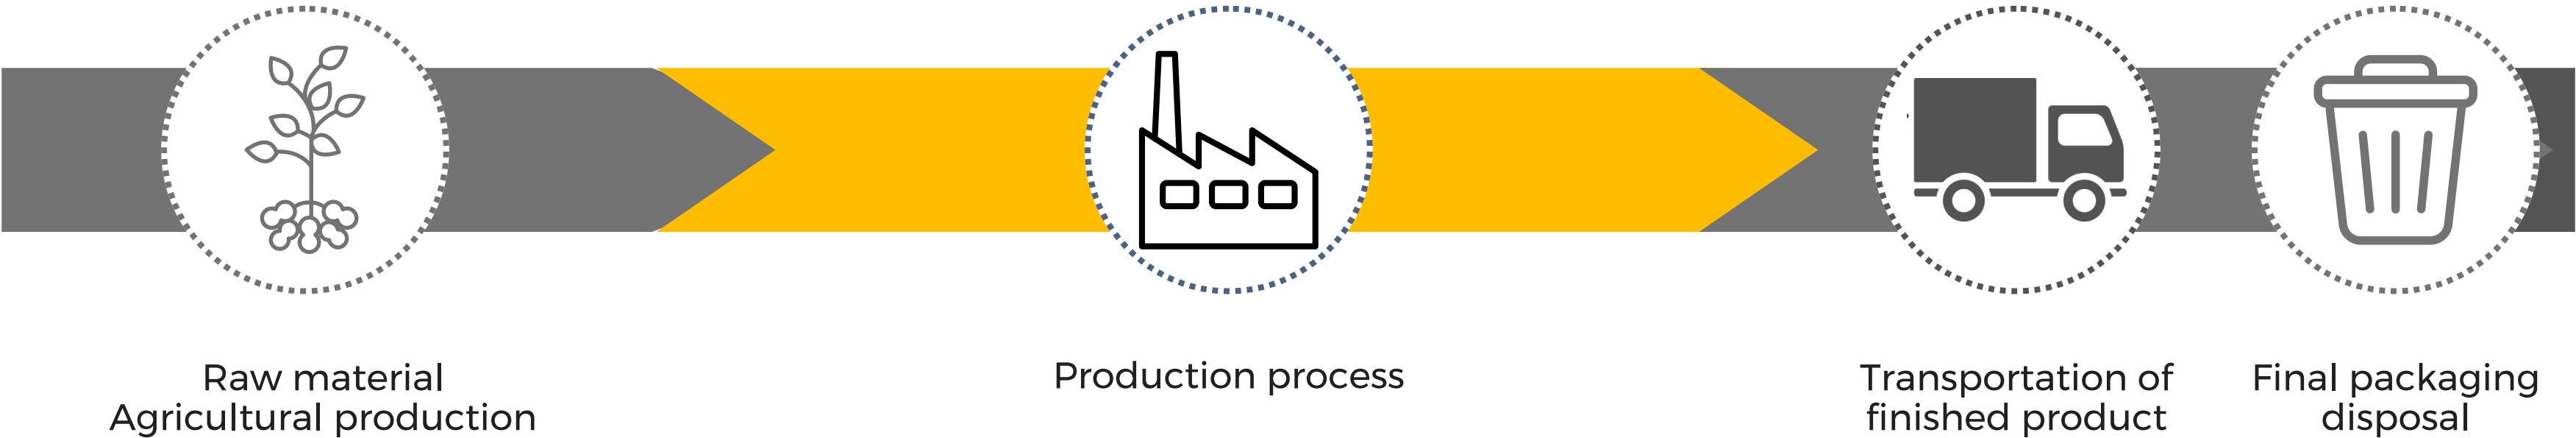 Raw material
Agricultural production
Production process
Transportation of
finished product
Final packaging
disposal